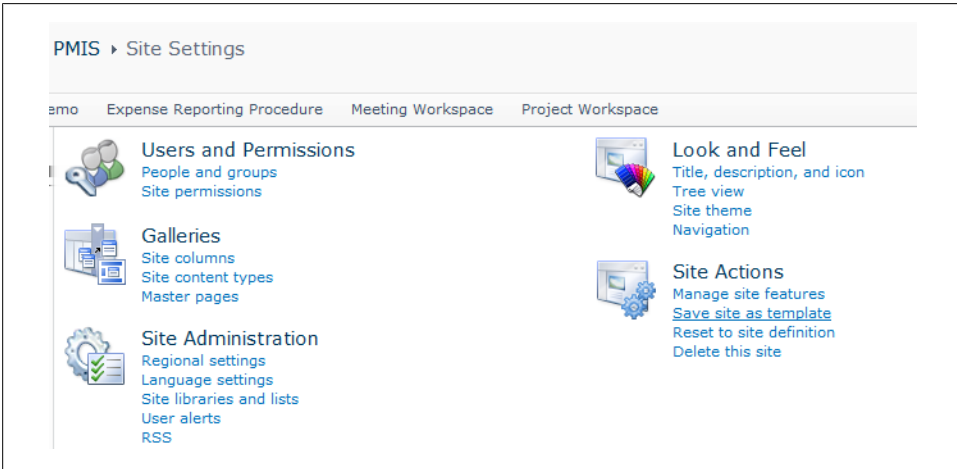 PMIS ▸ Site Settings
emo Expense Reporting Procedure Meeting Workspace Project Workspace
Users and Permissions
People and groups
Site permissions
Galleries
Site columns
Site content types
Master pages
Site Administration
Regional settings
Language settings
Site libraries and lists
User alerts
RSS
Look and Feel
Title, description, and icon
Tree view
Site theme
Navigation
Site Actions
Manage site features
Save site as template
Reset to site definition
Delete this site